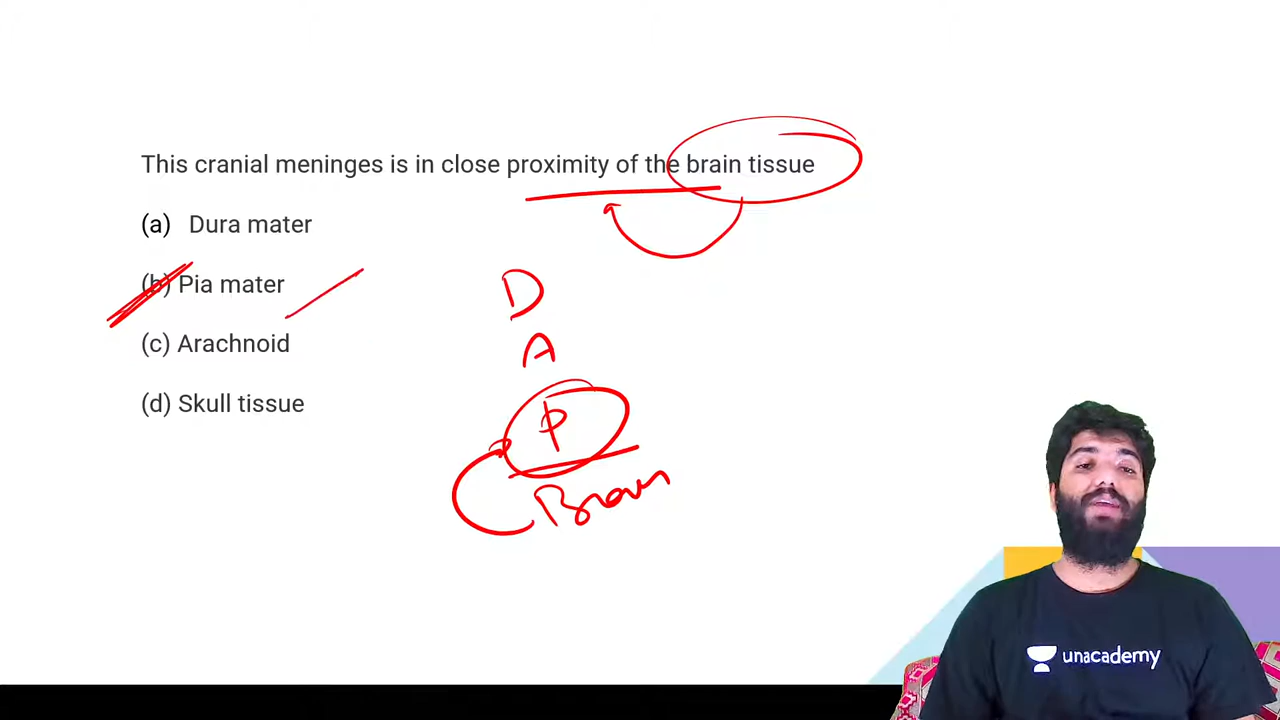 This cranial meninges is in close proximity of the brain tissue
(a) Dura mater
(b) Pia mater
(c) Arachnoid
(d) Skull tissue
D
A
P
Brain
unacademy